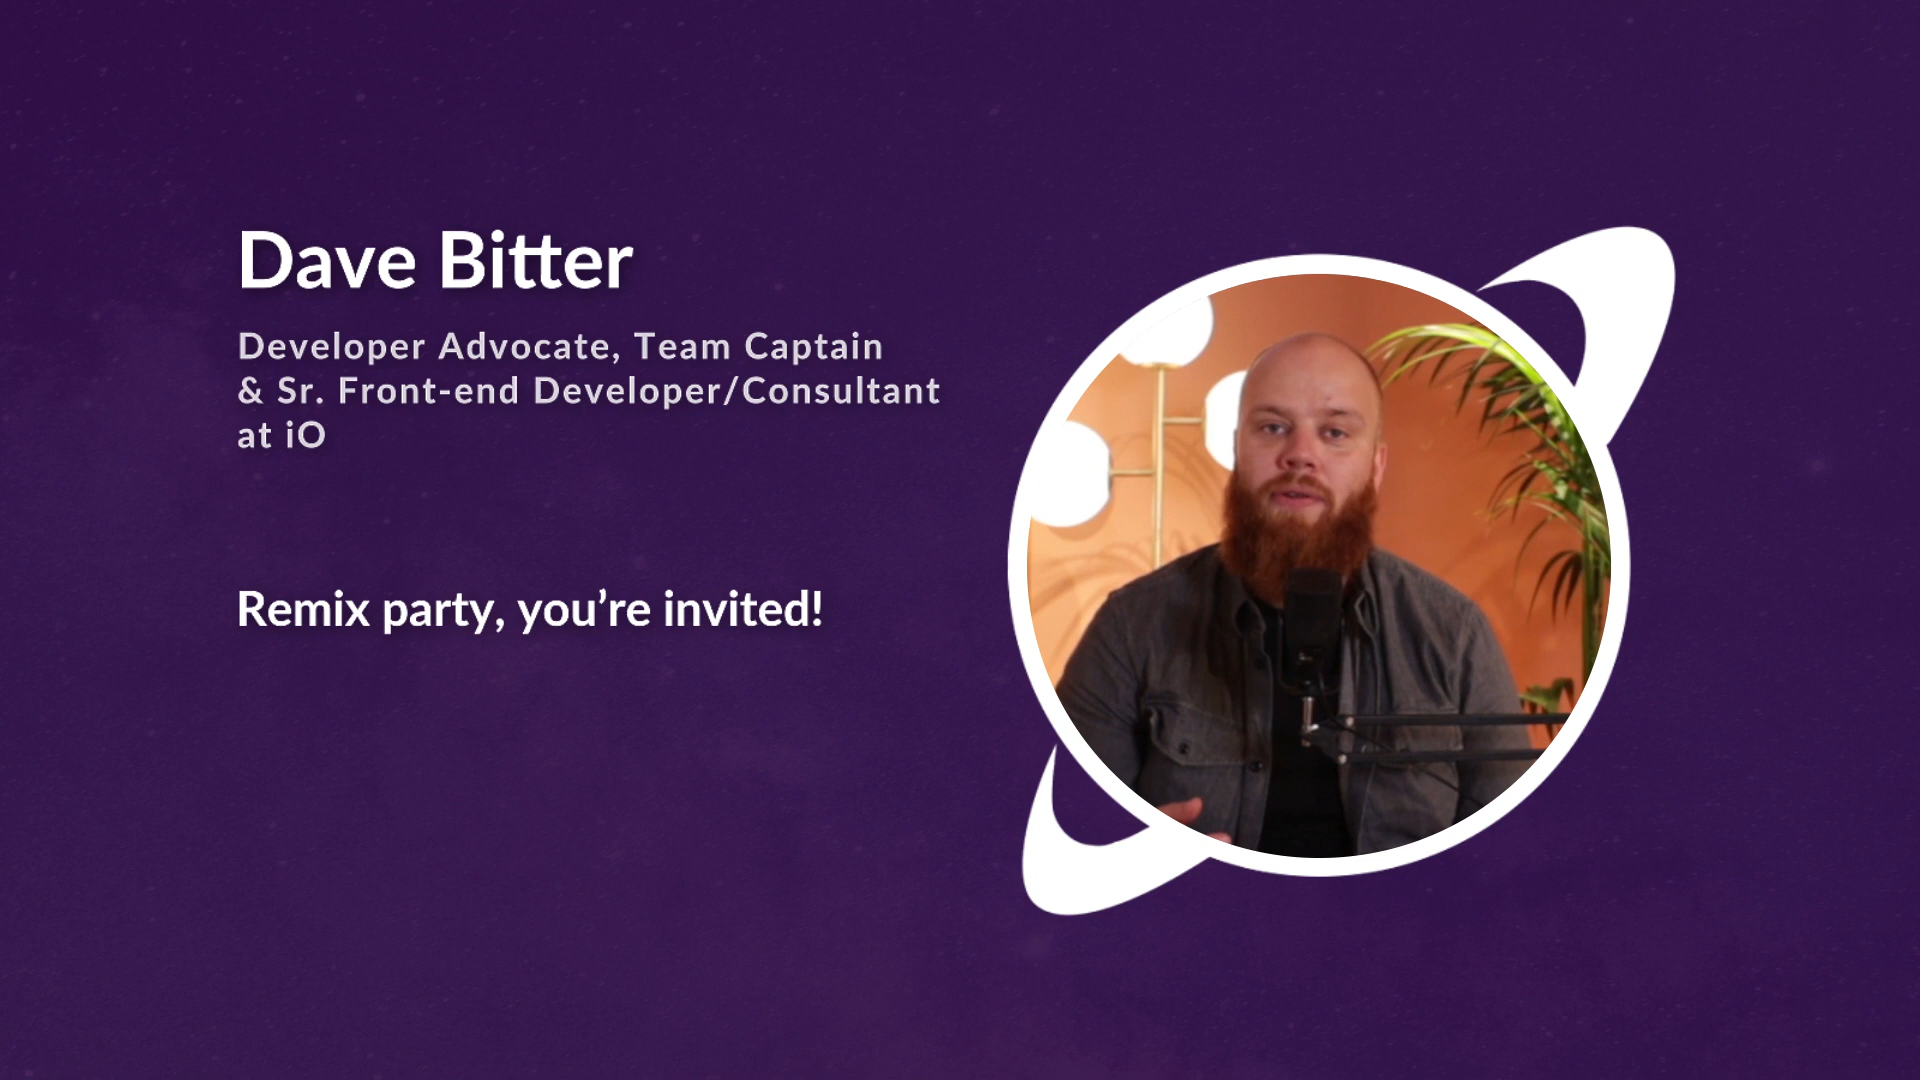 Dave Bitter
Developer Advocate, Team Captain
& Sr. Front-end Developer/Consultant
at iO
Remix party, you’re invited!